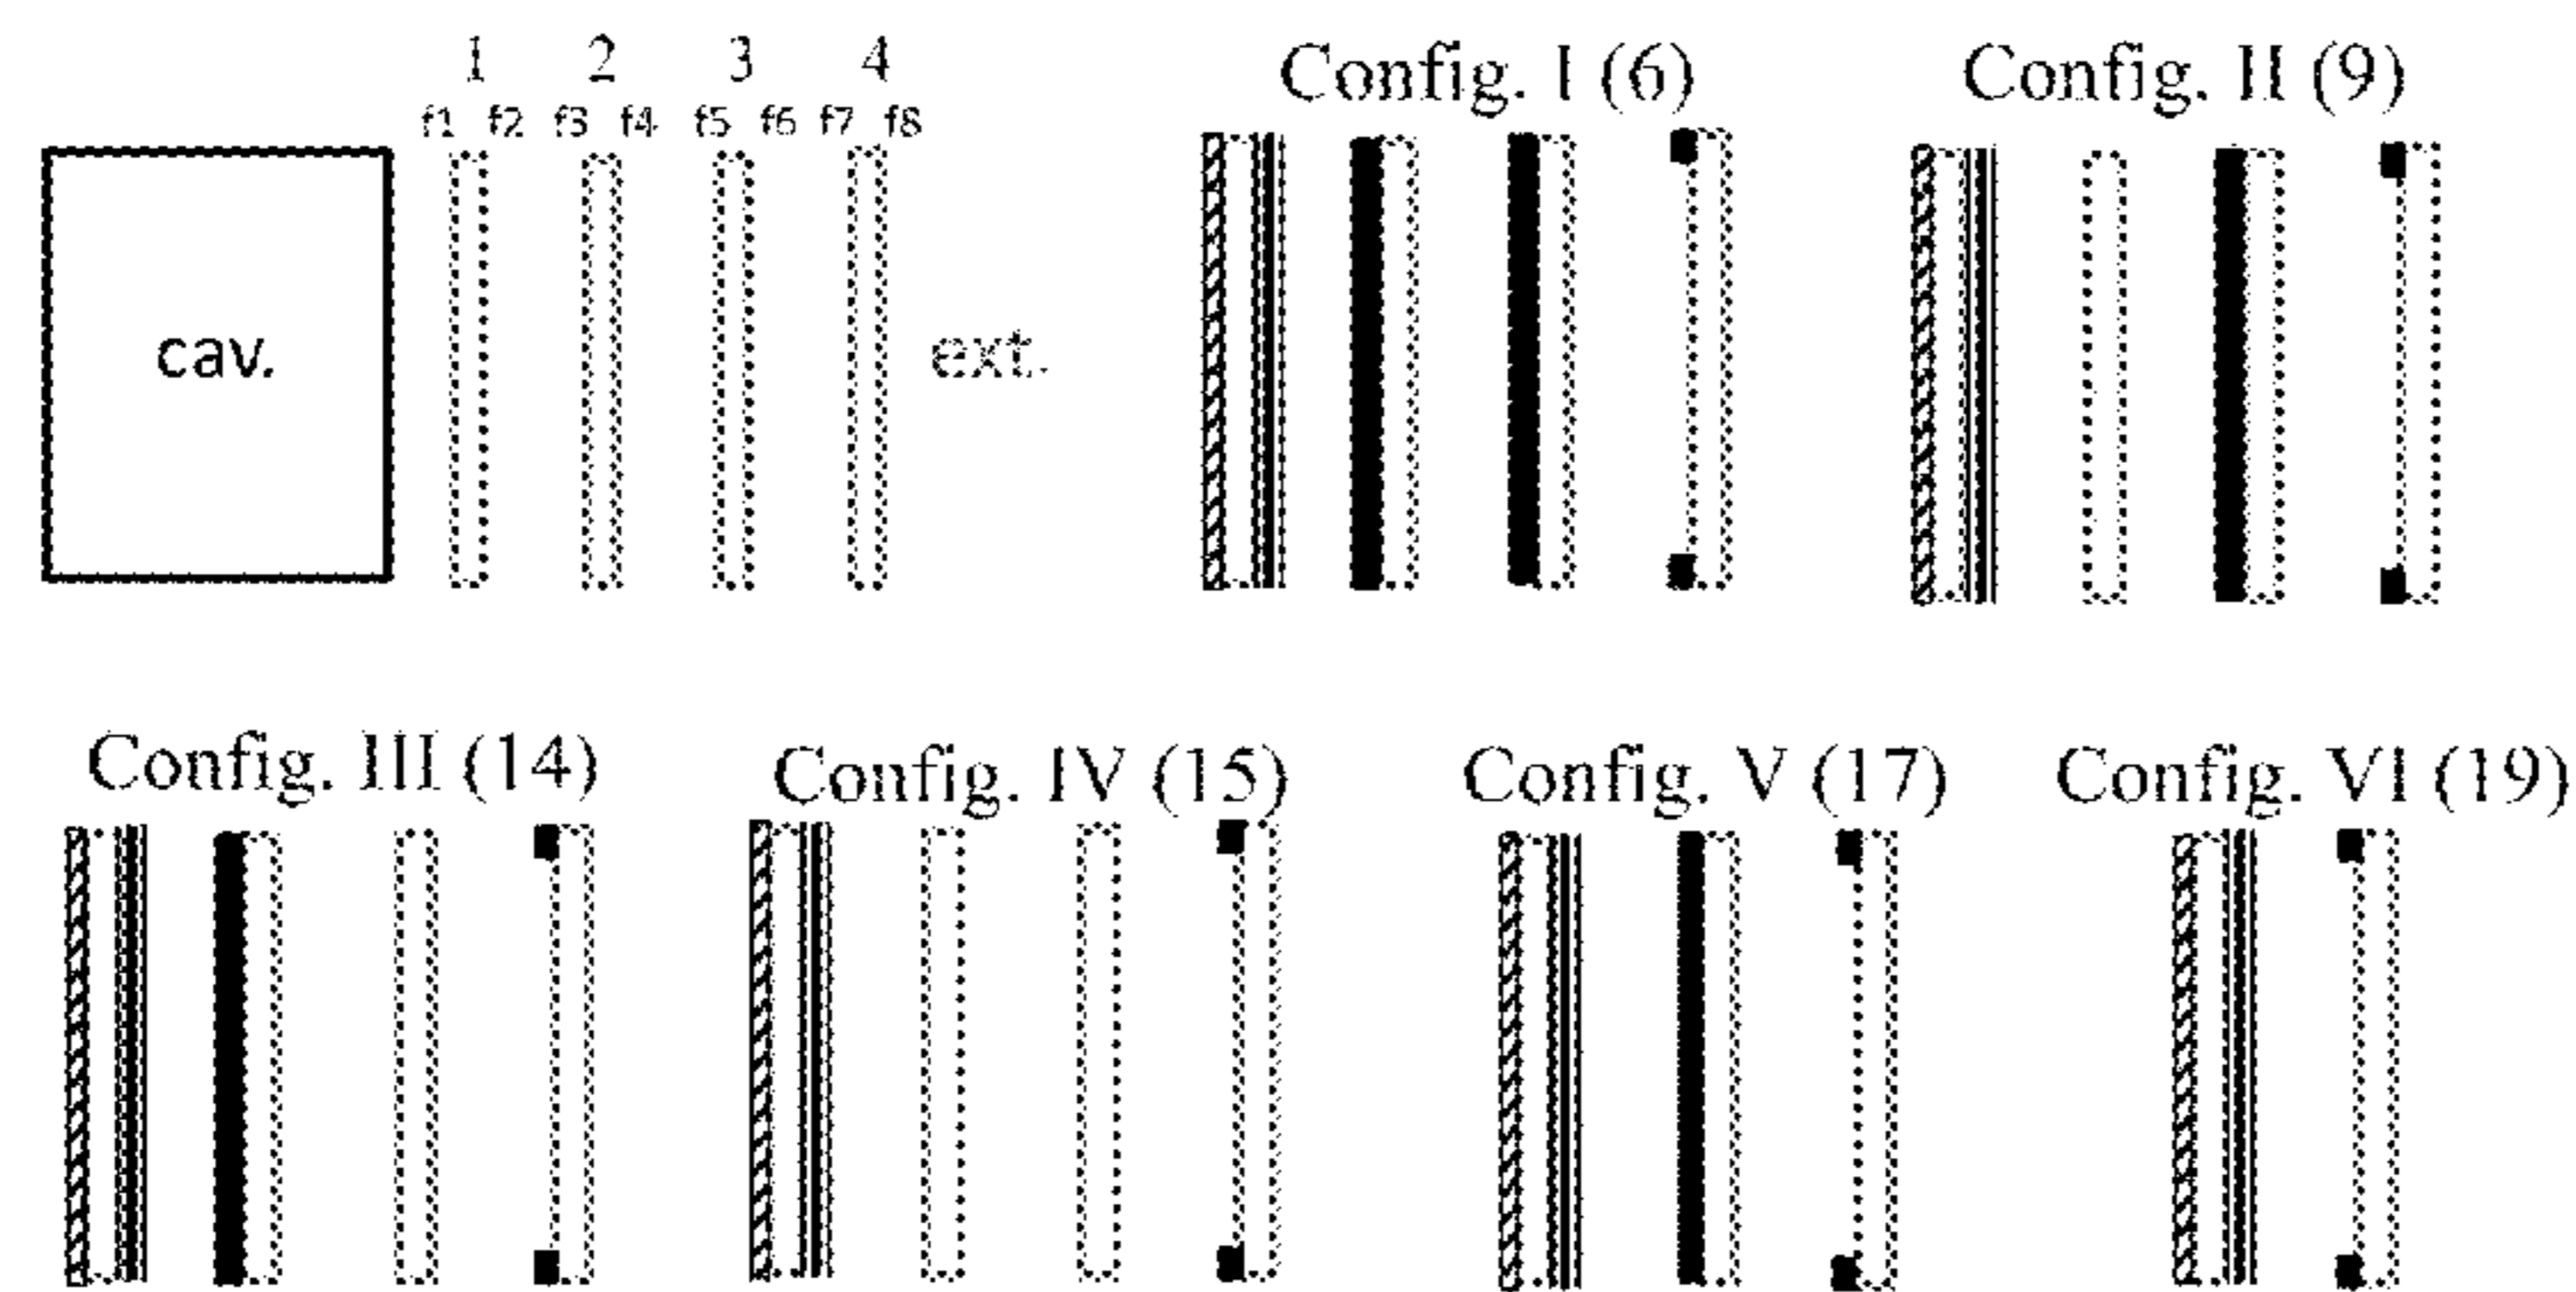 1 2 3 4
f1 f2 f3 f4 f5 f6 f7 f8
cav.
ext.
Config. I (6)
Config. II (9)
Config. III (14)
Config. IV (15)
Config. V (17)
Config. VI (19)